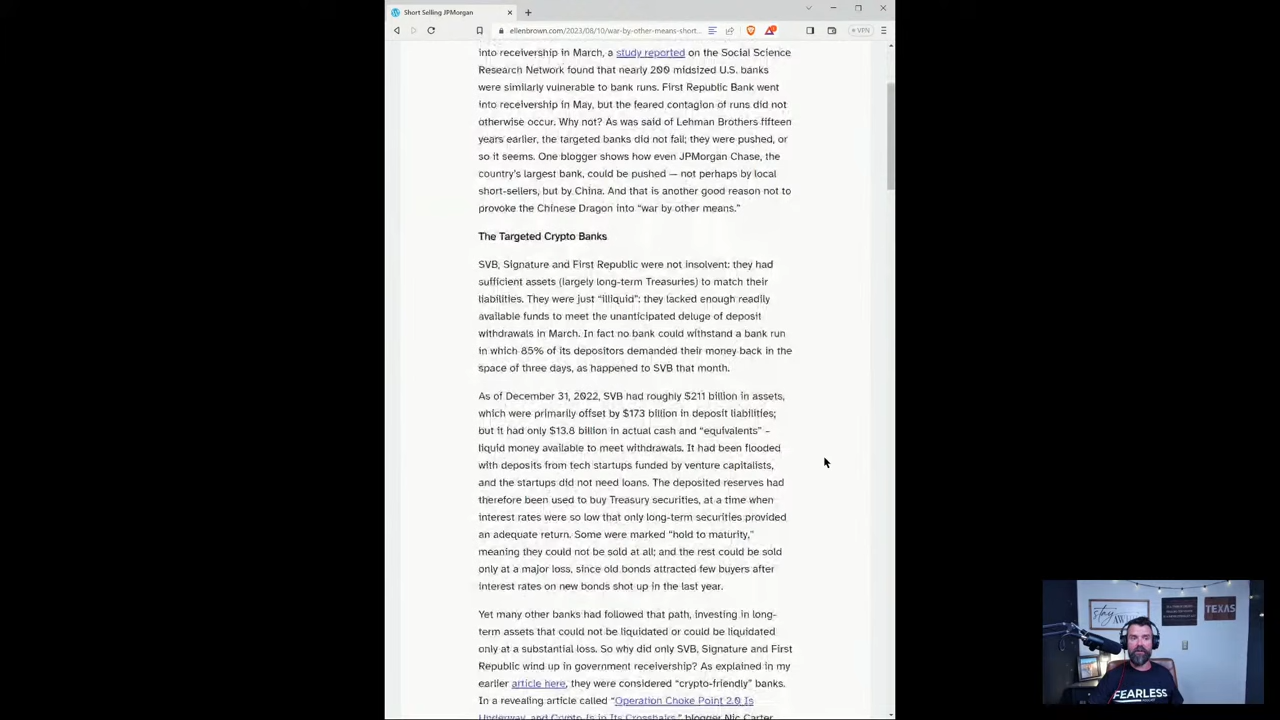 Short Selling JPMorgan
ellenbrown.com/2023/08/10/war-by-other-means-short...
VPN
into receivership in March, a study reported on the Social Science
Research Network found that nearly 200 midsized U.S. banks
were similarly vulnerable to bank runs. First Republic Bank went
into receivership in May, but the feared contagion of runs did not
otherwise occur. Why not? As was said of Lehman Brothers fifteen
years earlier, the targeted banks did not fail; they were pushed, or
so it seems. One blogger shows how even JPMorgan Chase, the
country's largest bank, could be pushed — not perhaps by local
short-sellers, but by China. And that is another good reason not to
provoke the Chinese Dragon into "war by other means."
The Targeted Crypto Banks
SVB, Signature and First Republic were not insolvent: they had
sufficient assets (largely long-term Treasuries) to match their
liabilities. They were just "illiquid": they lacked enough readily
available funds to meet the unanticipated deluge of deposit
withdrawals in March. In fact no bank could withstand a bank run
in which 85% of its depositors demanded their money back in the
space of three days, as happened to SVB that month.
As of December 31, 2022, SVB had roughly $211 billion in assets,
which were primarily offset by $173 billion in deposit liabilities;
but it had only $13.8 billion in actual cash and "equivalents" –
liquid money available to meet withdrawals. It had been flooded
with deposits from tech startups funded by venture capitalists,
and the startups did not need loans. The deposited reserves had
therefore been used to buy Treasury securities, at a time when
interest rates were so low that only long-term securities provided
an adequate return. Some were marked "hold to maturity,"
meaning they could not be sold at all; and the rest could be sold
only at a major loss, since old bonds attracted few buyers after
interest rates on new bonds shot up in the last year.
Yet many other banks had followed that path, investing in long-
term assets that could not be liquidated or could be liquidated
only at a substantial loss. So why did only SVB, Signature and First
Republic wind up in government receivership? As explained in my
earlier article here, they were considered "crypto-friendly" banks.
In a revealing article called "Operation Choke Point 2.0 Is
Underway, and Crypto Is in Its Crosshairs," blogger Nic Carter
stay
TEXAS
FEARLESS